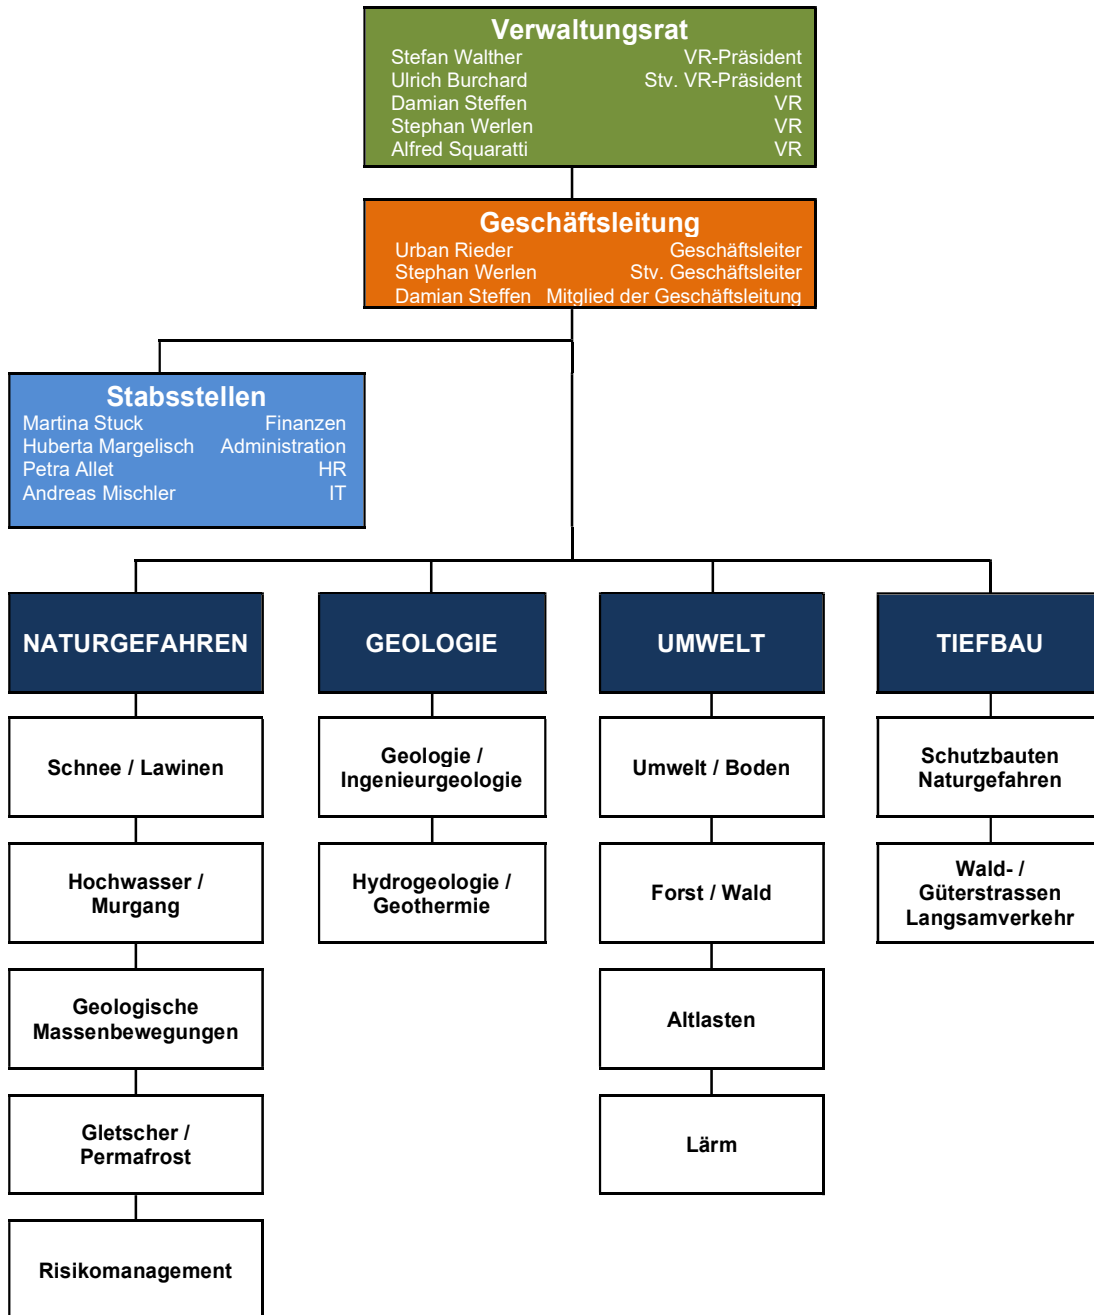 Verwaltungsrat
Stefan Walther VR-Präsident
Ulrich Burchard Stv. VR-Präsident
Damian Steffen VR
Stephan Werlen VR
Alfred Squaratti VR
Geschäftsleitung
Urban Rieder Geschäftsleiter
Stephan Werlen Stv. Geschäftsleiter
Damian Steffen Mitglied der Geschäftsleitung
Stabsstellen
Martina Stuck Finanzen
Huberta Margelisch Administration
Petra Allet HR
Andreas Mischler IT
NATURGEFAHREN
Schnee / Lawinen
Hochwasser /
Murgang
Geologische
Massenbewegungen
Gletscher /
Permafrost
Risikomanagement
GEOLOGIE
Geologie /
Ingenieurgeologie
Hydrogeologie /
Geothermie
UMWELT
Umwelt / Boden
Forst / Wald
Altlasten
Lärm
TIEFBAU
Schutzbauten
Naturgefahren
Wald- /
Güterstrassen
Langsamverkehr